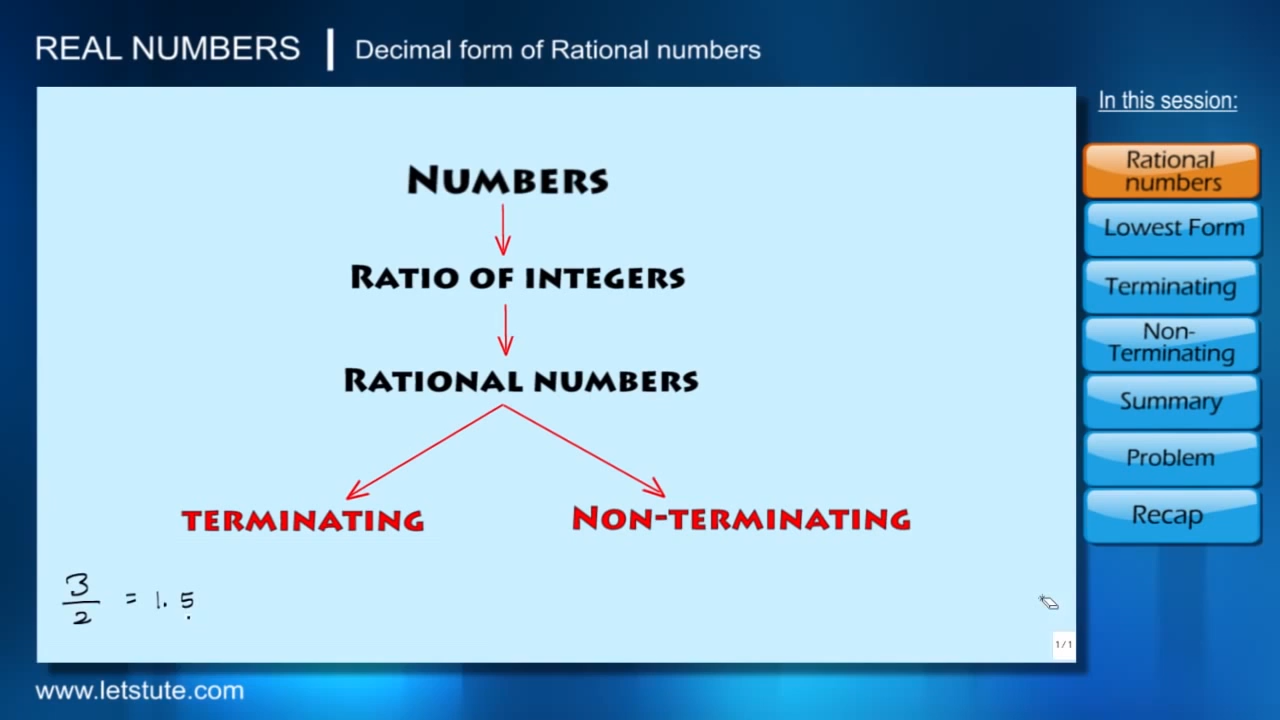 REAL NUMBERS | Decimal form of Rational numbers
In this session:
NUMBERS
RATIO OF INTEGERS
RATIONAL NUMBERS
TERMINATING
NON-TERMINATING
3/2 = 1.5
1/1
Rational
numbers
Lowest Form
Terminating
Non-
Terminating
Summary
Problem
Recap
www.letstute.com